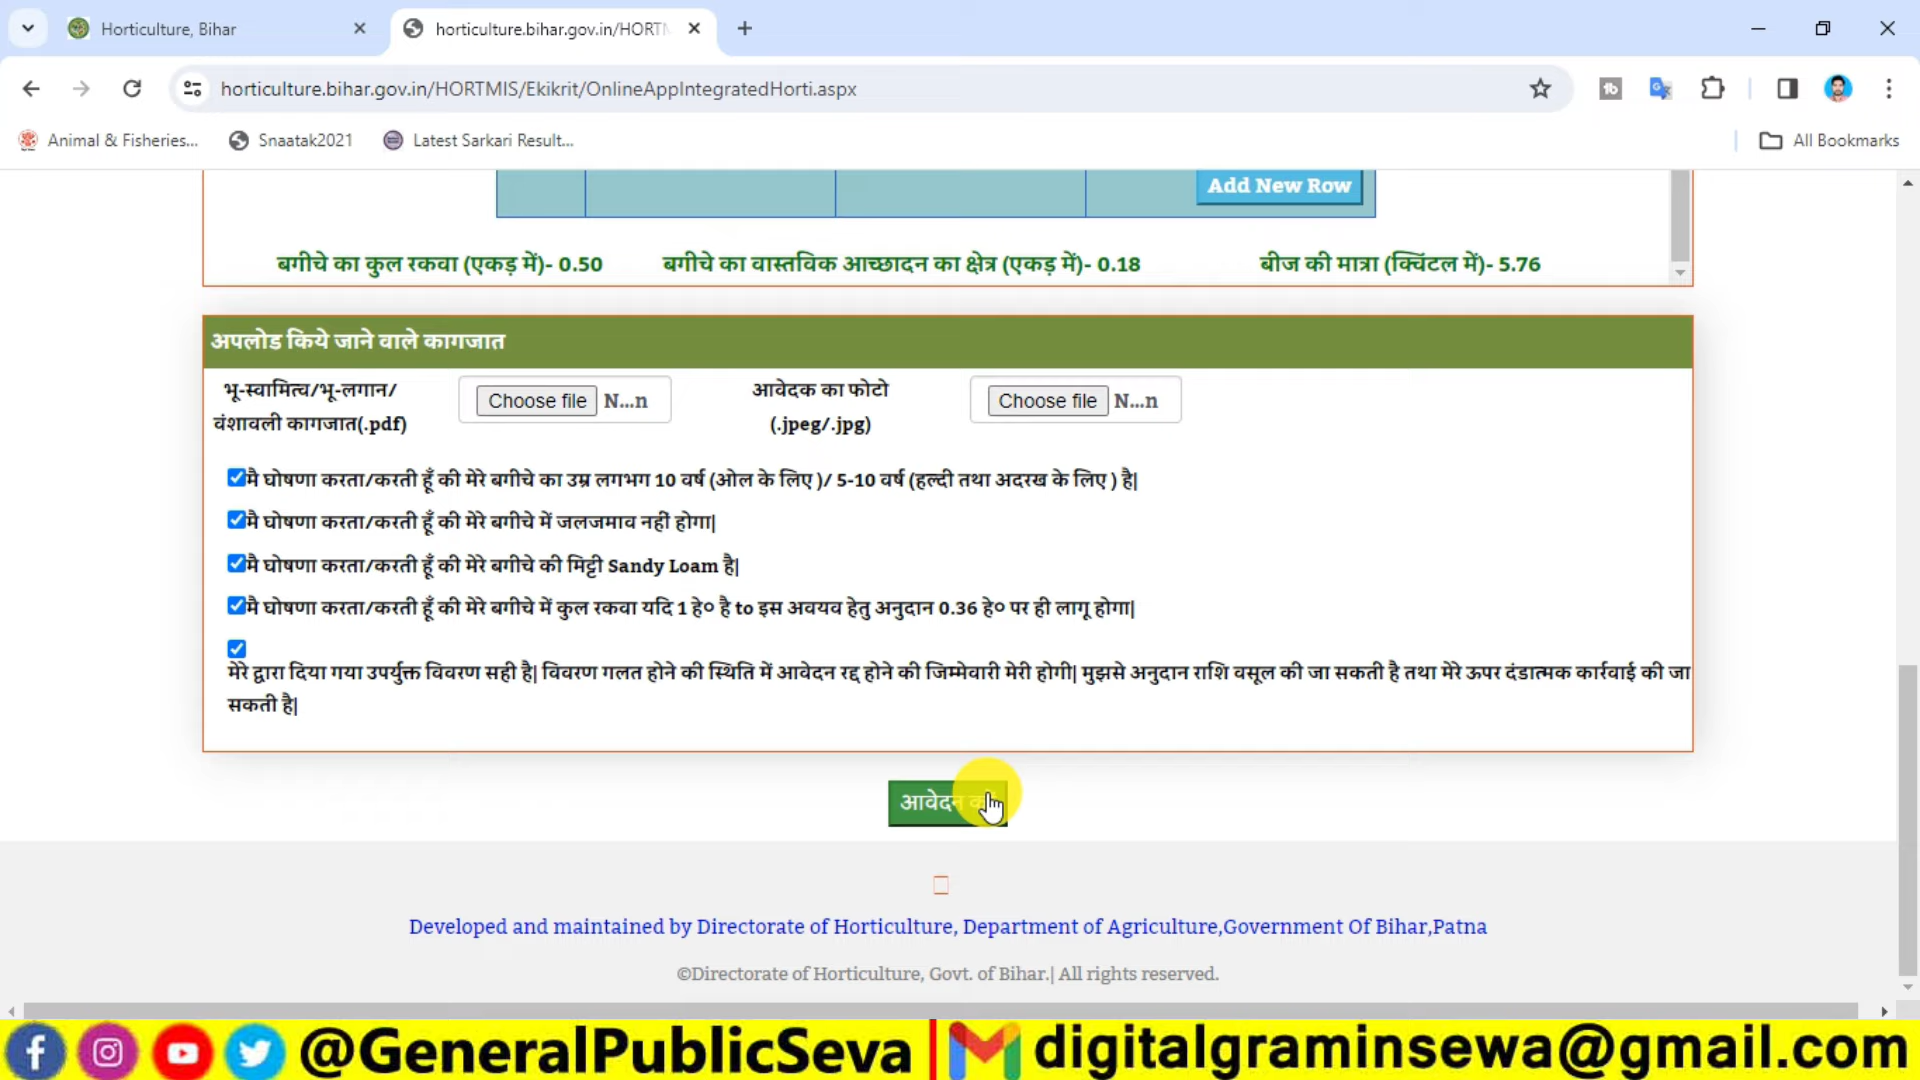 Horticulture, Bihar
horticulture.bihar.gov.in/HORTM
horticulture.bihar.gov.in/HORTMIS/Ekikrit/OnlineAppIntegratedHorti.aspx
Animal & Fisheries...
Snaatak2021
Latest Sarkari Result...
All Bookmarks
Add New Row
बगीचे का कुल रकवा (एकड़ में)- 0.50
बगीचे का वास्तविक आच्छादन का क्षेत्र (एकड़ में)- 0.18
बीज की मात्रा (क्विंटल में)- 5.76
अपलोड किये जाने वाले कागजात
भू-स्वामित्व/भू-लगान/
वंशावली कागजात(.pdf)
Choose file N...n
आवेदक का फोटो
(.jpeg/.jpg)
Choose file N...n
मै घोषणा करता/करती हूँ की मेरे बगीचे का उम्र लगभग 10 वर्ष (ओल के लिए )/ 5-10 वर्ष (हल्दी तथा अदरख के लिए ) है|
मै घोषणा करता/करती हूँ की मेरे बगीचे में जलजमाव नहीं होगा|
मै घोषणा करता/करती हूँ की मेरे बगीचे की मिट्टी Sandy Loam है|
मै घोषणा करता/करती हूँ की मेरे बगीचे में कुल रकवा यदि 1 हे० है to इस अवयव हेतु अनुदान 0.36 हे० पर ही लागू होगा|
मेरे द्वारा दिया गया उपर्युक्त विवरण सही है| विवरण गलत होने की स्थिति में आवेदन रद्द होने की जिम्मेवारी मेरी होगी| मुझसे अनुदान राशि वसूल की जा सकती है तथा मेरे ऊपर दंडात्मक कार्रवाई की जा
सकती है|
आवेदन
Developed and maintained by Directorate of Horticulture, Department of Agriculture,Government Of Bihar,Patna
©Directorate of Horticulture, Govt. of Bihar.| All rights reserved.
@GeneralPublicSeva
digitalgraminsewa@gmail.com